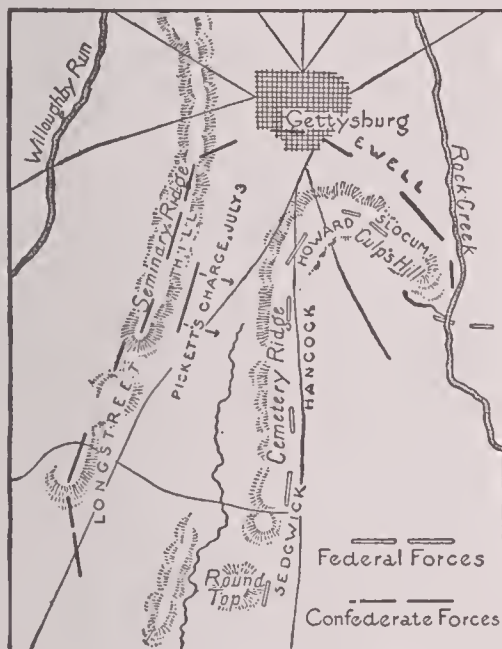 Willoughby Run
Gettysburg
EWELL
Rock Creek
Seminary Ridge
HILL
PICKETT'S CHARGE, JULY 3
HOWARD
SLOCUM
Culp's Hill
Cemetery Ridge
HANCOCK
LONGSTREET
SEDGWICK
Round
Top
Federal Forces
Confederate Forces